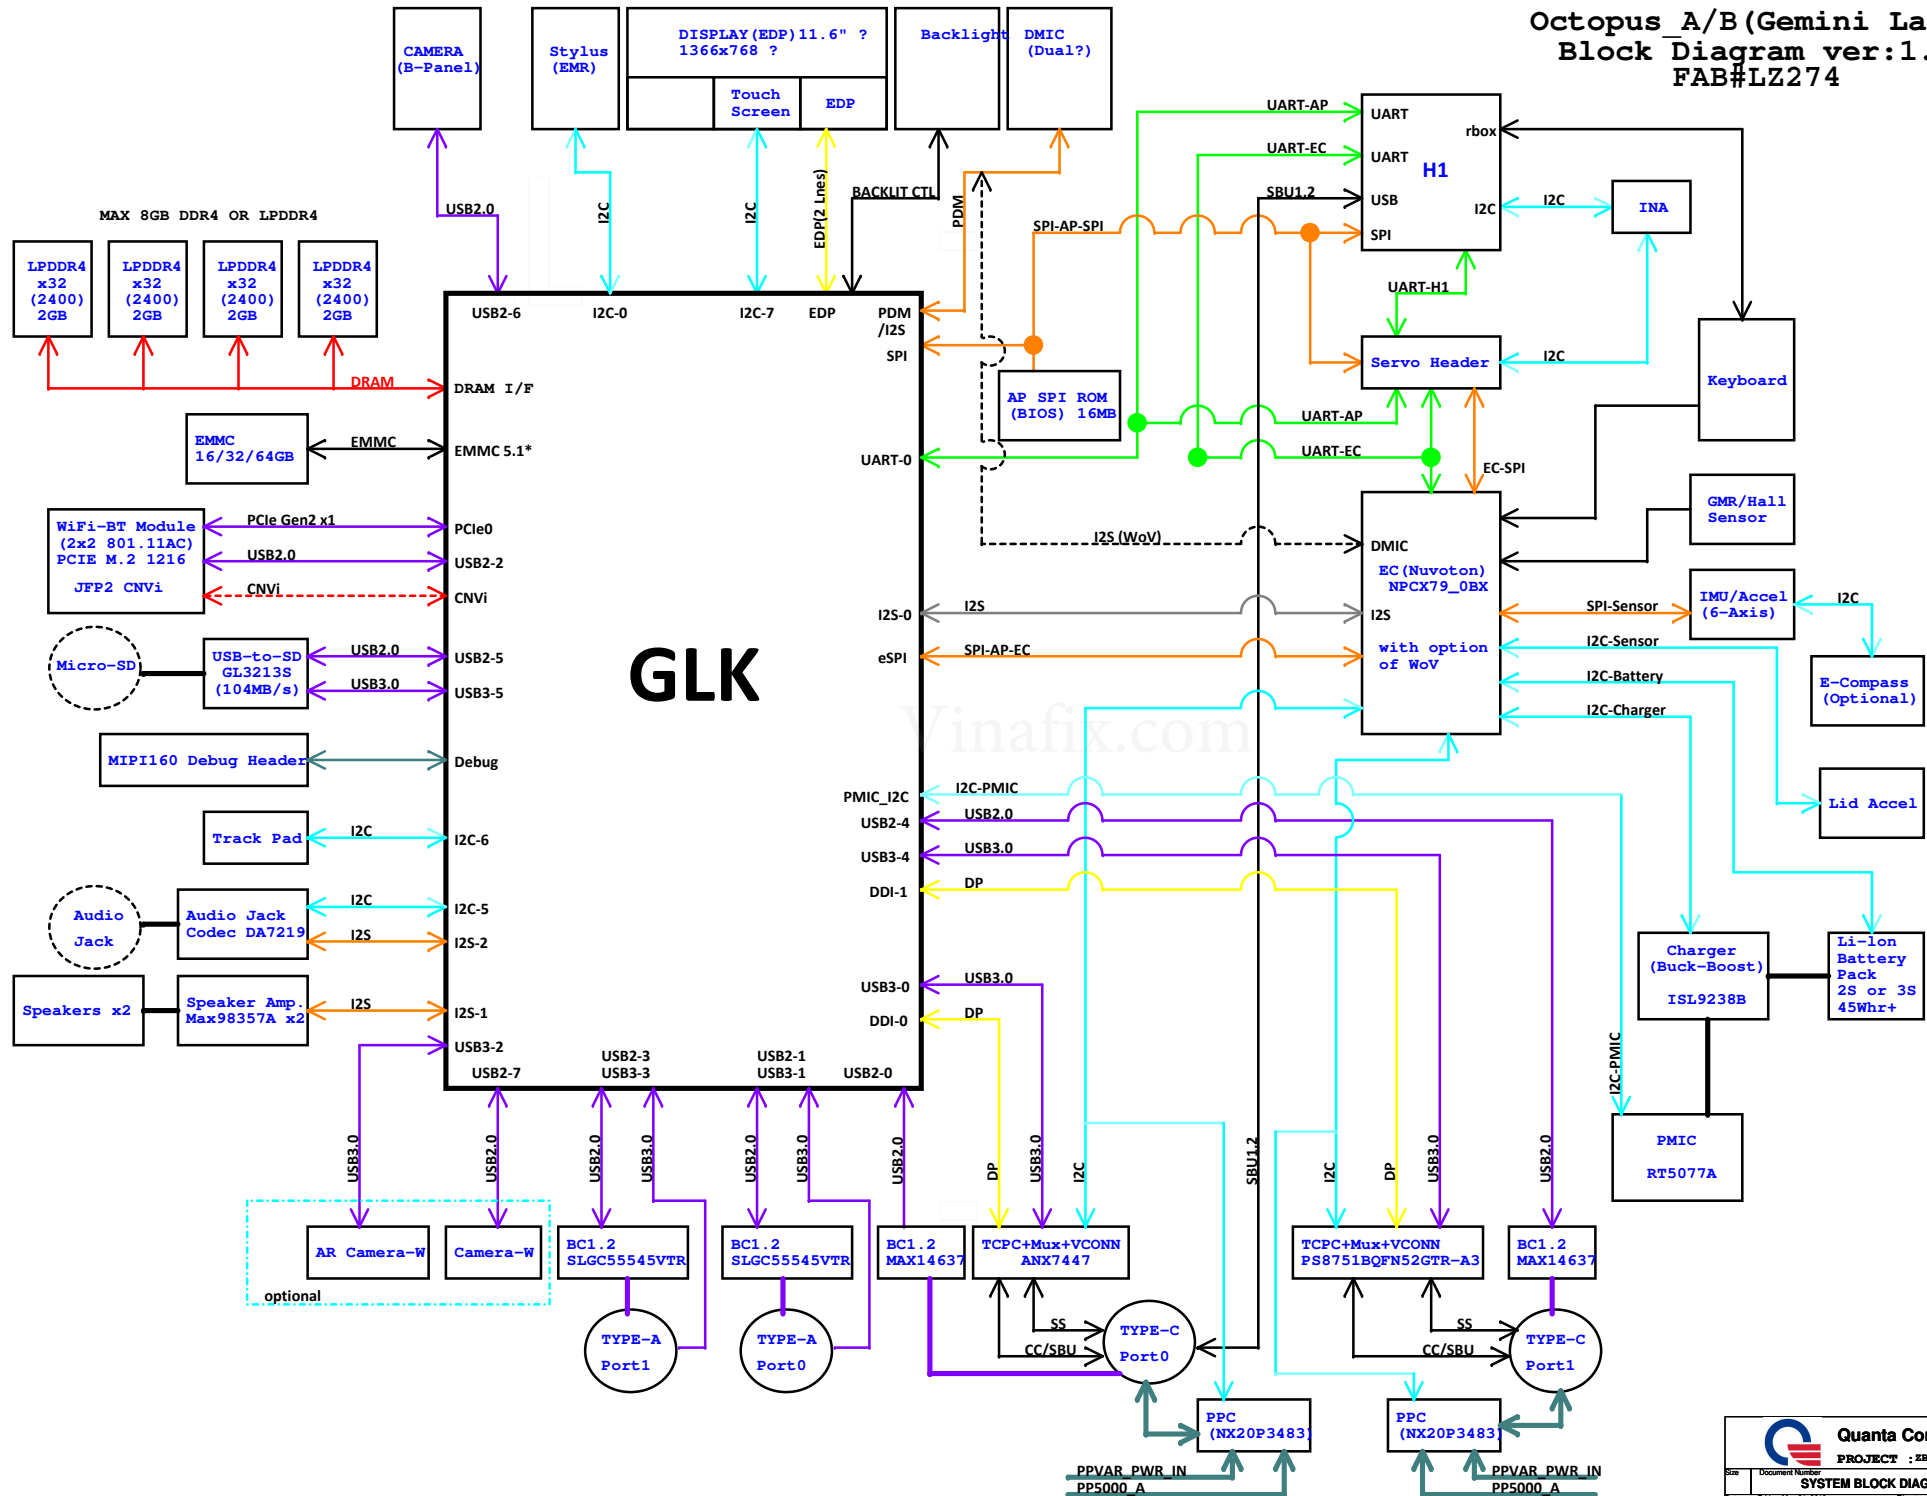 Octopus_A/B(Gemini La
Block Diagram ver:1.
FAB#LZ274
CAMERA
(B-Panel)
Stylus
(EMR)
DISPLAY(EDP)11.6" ?
1366x768 ?
Touch
Screen
EDP
Backlight
DMIC
(Dual?)
USB2.0
I2C
I2C
EDP(2 Lnes)
BACKLIT CTL
PDM
MAX 8GB DDR4 OR LPDDR4
LPDDR4
x32
(2400)
2GB
LPDDR4
x32
(2400)
2GB
LPDDR4
x32
(2400)
2GB
LPDDR4
x32
(2400)
2GB
DRAM
EMMC
16/32/64GB
EMMC
WiFi-BT Module
(2x2 801.11AC)
PCIE M.2 1216
JFP2 CNVi
PCIe Gen2 x1
USB2.0
CNVi
Micro-SD
USB-to-SD
GL3213S
(104MB/s)
USB2.0
USB3.0
MIPI160 Debug Header
Track Pad
I2C
Audio
Jack
Audio Jack
Codec DA7219
I2C
I2S
Speakers x2
Speaker Amp.
Max98357A x2
I2S
GLK
USB2-6
I2C-0
I2C-7
EDP
PDM
/I2S
SPI
DRAM I/F
EMMC 5.1*
UART-0
PCIe0
USB2-2
CNVi
I2S-0
USB2-5
eSPI
USB3-5
Debug
PMIC_I2C
USB2-4
I2C-6
USB3-4
DDI-1
I2C-5
I2S-2
USB3-0
I2S-1
DDI-0
USB3-2
USB2-7
USB2-3
USB3-3
USB2-1
USB3-1
USB2-0
UART-AP
UART-EC
SBU1.2
SPI-AP-SPI
UART
rbox
UART
H1
USB
I2C
SPI
I2C
INA
UART-H1
Servo Header
I2C
Keyboard
AP SPI ROM
(BIOS) 16MB
UART-AP
UART-EC
EC-SPI
GMR/Hall
Sensor
I2S (WoV)
DMIC
EC(Nuvoton)
NPCX79_0BX
I2S
with option
of WoV
I2S
SPI-AP-EC
SPI-Sensor
IMU/Accel
(6-Axis)
I2C
I2C-Sensor
I2C-Battery
I2C-Charger
E-Compass
(Optional)
Vinafix.com
I2C-PMIC
USB2.0
USB3.0
DP
Lid Accel
USB3.0
DP
Charger
(Buck-Boost)
ISL9238B
Li-lon
Battery
Pack
2S or 3S
45Whr+
I2C-PMIC
PMIC
RT5077A
USB3.0
USB2.0
USB2.0
USB3.0
USB2.0
USB3.0
USB2.0
DP
USB3.0
I2C
SBU1.2
I2C
DP
USB3.0
USB2.0
AR Camera-W
Camera-W
optional
BC1.2
SLGC55545VTR
BC1.2
SLGC55545VTR
BC1.2
MAX14637
TCPC+Mux+VCONN
ANX7447
TCPC+Mux+VCONN
PS8751BQFN52GTR-A3
BC1.2
MAX14637
TYPE-A
Port1
TYPE-A
Port0
SS
CC/SBU
TYPE-C
Port0
SS
CC/SBU
TYPE-C
Port1
PPC
(NX20P3483)
PPC
(NX20P3483)
PPVAR_PWR_IN
PP5000_A
PPVAR_PWR_IN
PP5000_A
Quanta Co
PROJECT :
Size
Document Number
SYSTEM BLOCK DIAG